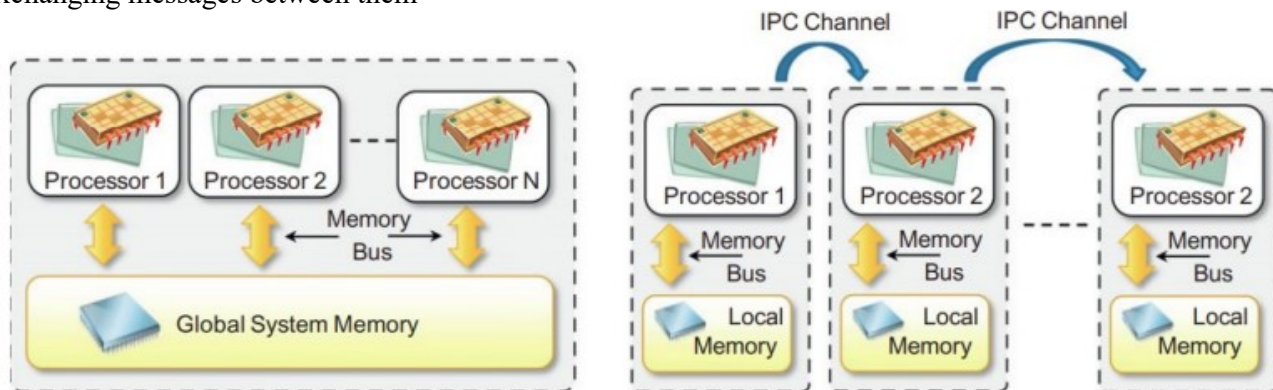 exchanging messages between them
IPC Channel
IPC Channel
Processor 1
Processor 2
Processor N
Memory
Bus
Global System Memory
Processor 1
Processor 2
Processor 2
Memory
Bus
Memory
Bus
Memory
Bus
Local
Memory
Local
Memory
Local
Memory